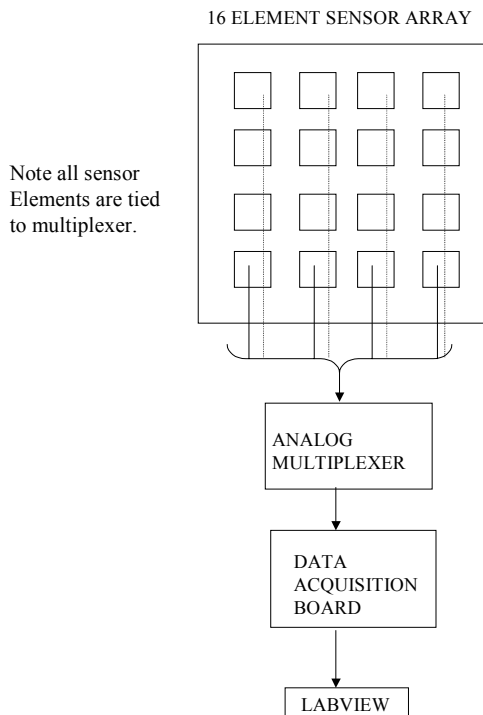 16 ELEMENT SENSOR ARRAY
Note all sensor
Elements are tied
to multiplexer.
ANALOG
MULTIPLEXER
DATA
ACQUISITION
BOARD
LABVIEW